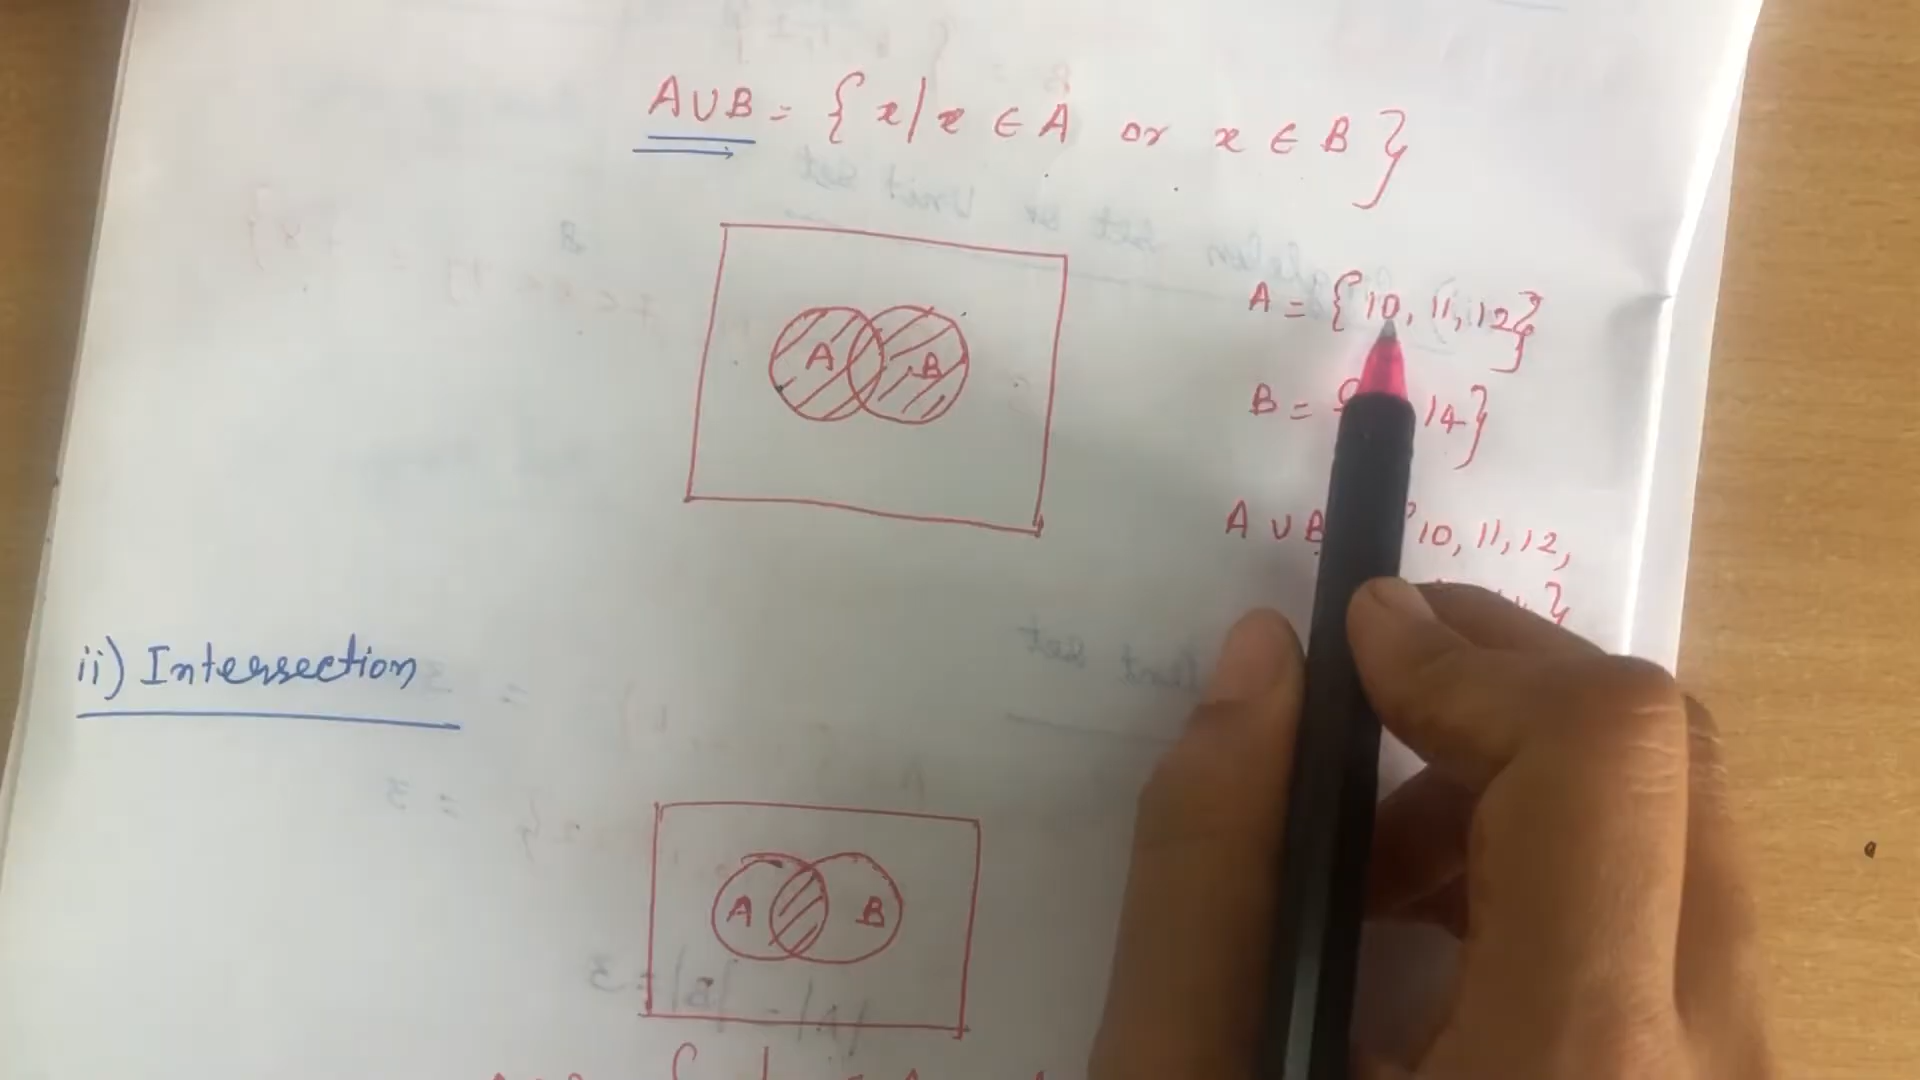 A∪B = { x/x ∈ A or x ∈ B }
A B
A = { 10, 11, 12 }
B = { 14 }
A ∪ B { 10, 11, 12,
}
ii) Intersection
A B